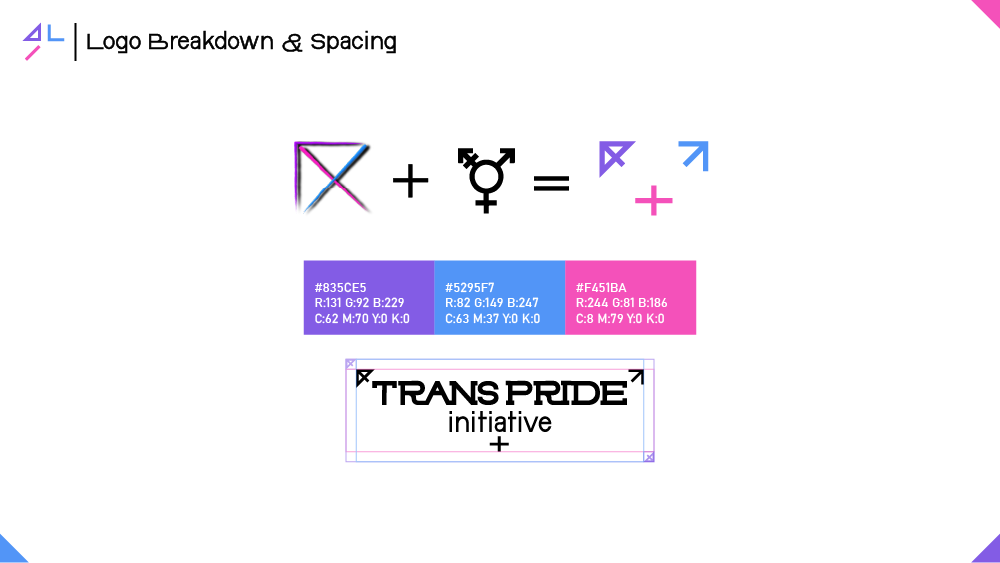 Logo Breakdown & Spacing
#835CE5
R:131 G:92 B:229
C:62 M:70 Y:0 K:0
#5295F7
R:82 G:149 B:247
C:63 M:37 Y:0 K:0
#F451BA
R:244 G:81 B:186
C:8 M:79 Y:0 K:0
TRANS PRIDE
initiative